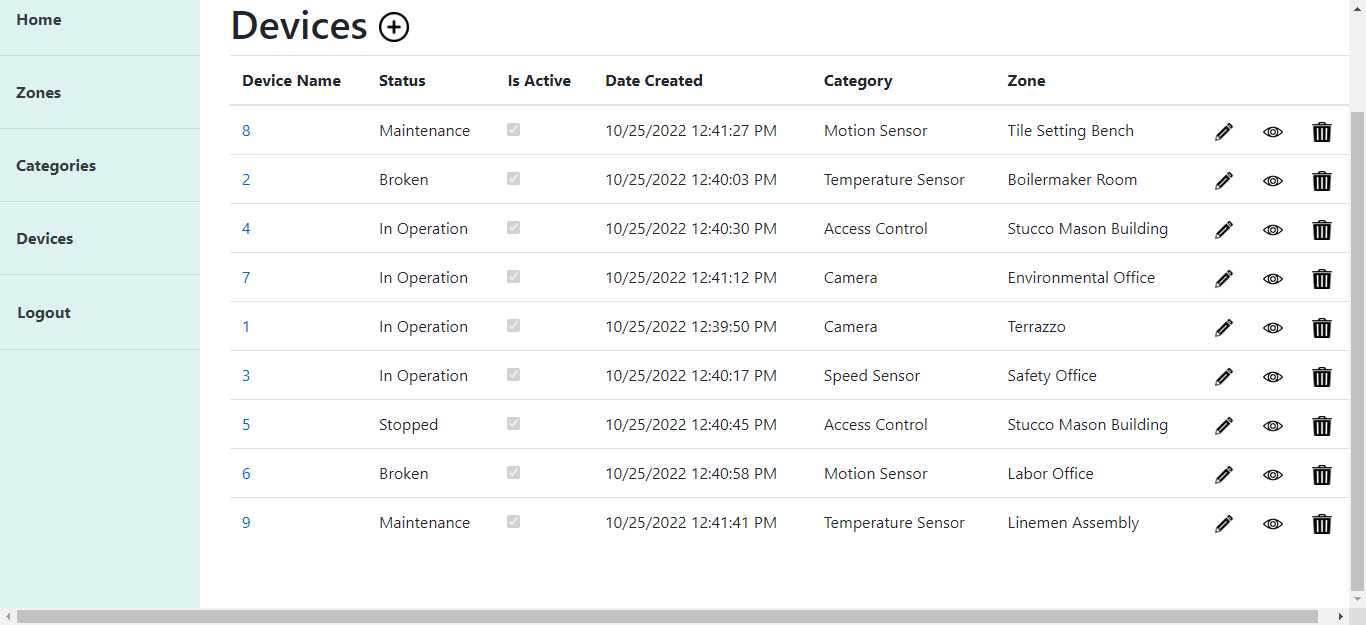 Home
Zones
Categories
Devices
Logout
Devices
Device Name Status Is Active Date Created Category Zone
8 Maintenance 10/25/2022 12:41:27 PM Motion Sensor Tile Setting Bench
2 Broken 10/25/2022 12:40:03 PM Temperature Sensor Boilermaker Room
4 In Operation 10/25/2022 12:40:30 PM Access Control Stucco Mason Building
7 In Operation 10/25/2022 12:41:12 PM Camera Environmental Office
1 In Operation 10/25/2022 12:39:50 PM Camera Terrazzo
3 In Operation 10/25/2022 12:40:17 PM Speed Sensor Safety Office
5 Stopped 10/25/2022 12:40:45 PM Access Control Stucco Mason Building
6 Broken 10/25/2022 12:40:58 PM Motion Sensor Labor Office
9 Maintenance 10/25/2022 12:41:41 PM Temperature Sensor Linemen Assembly